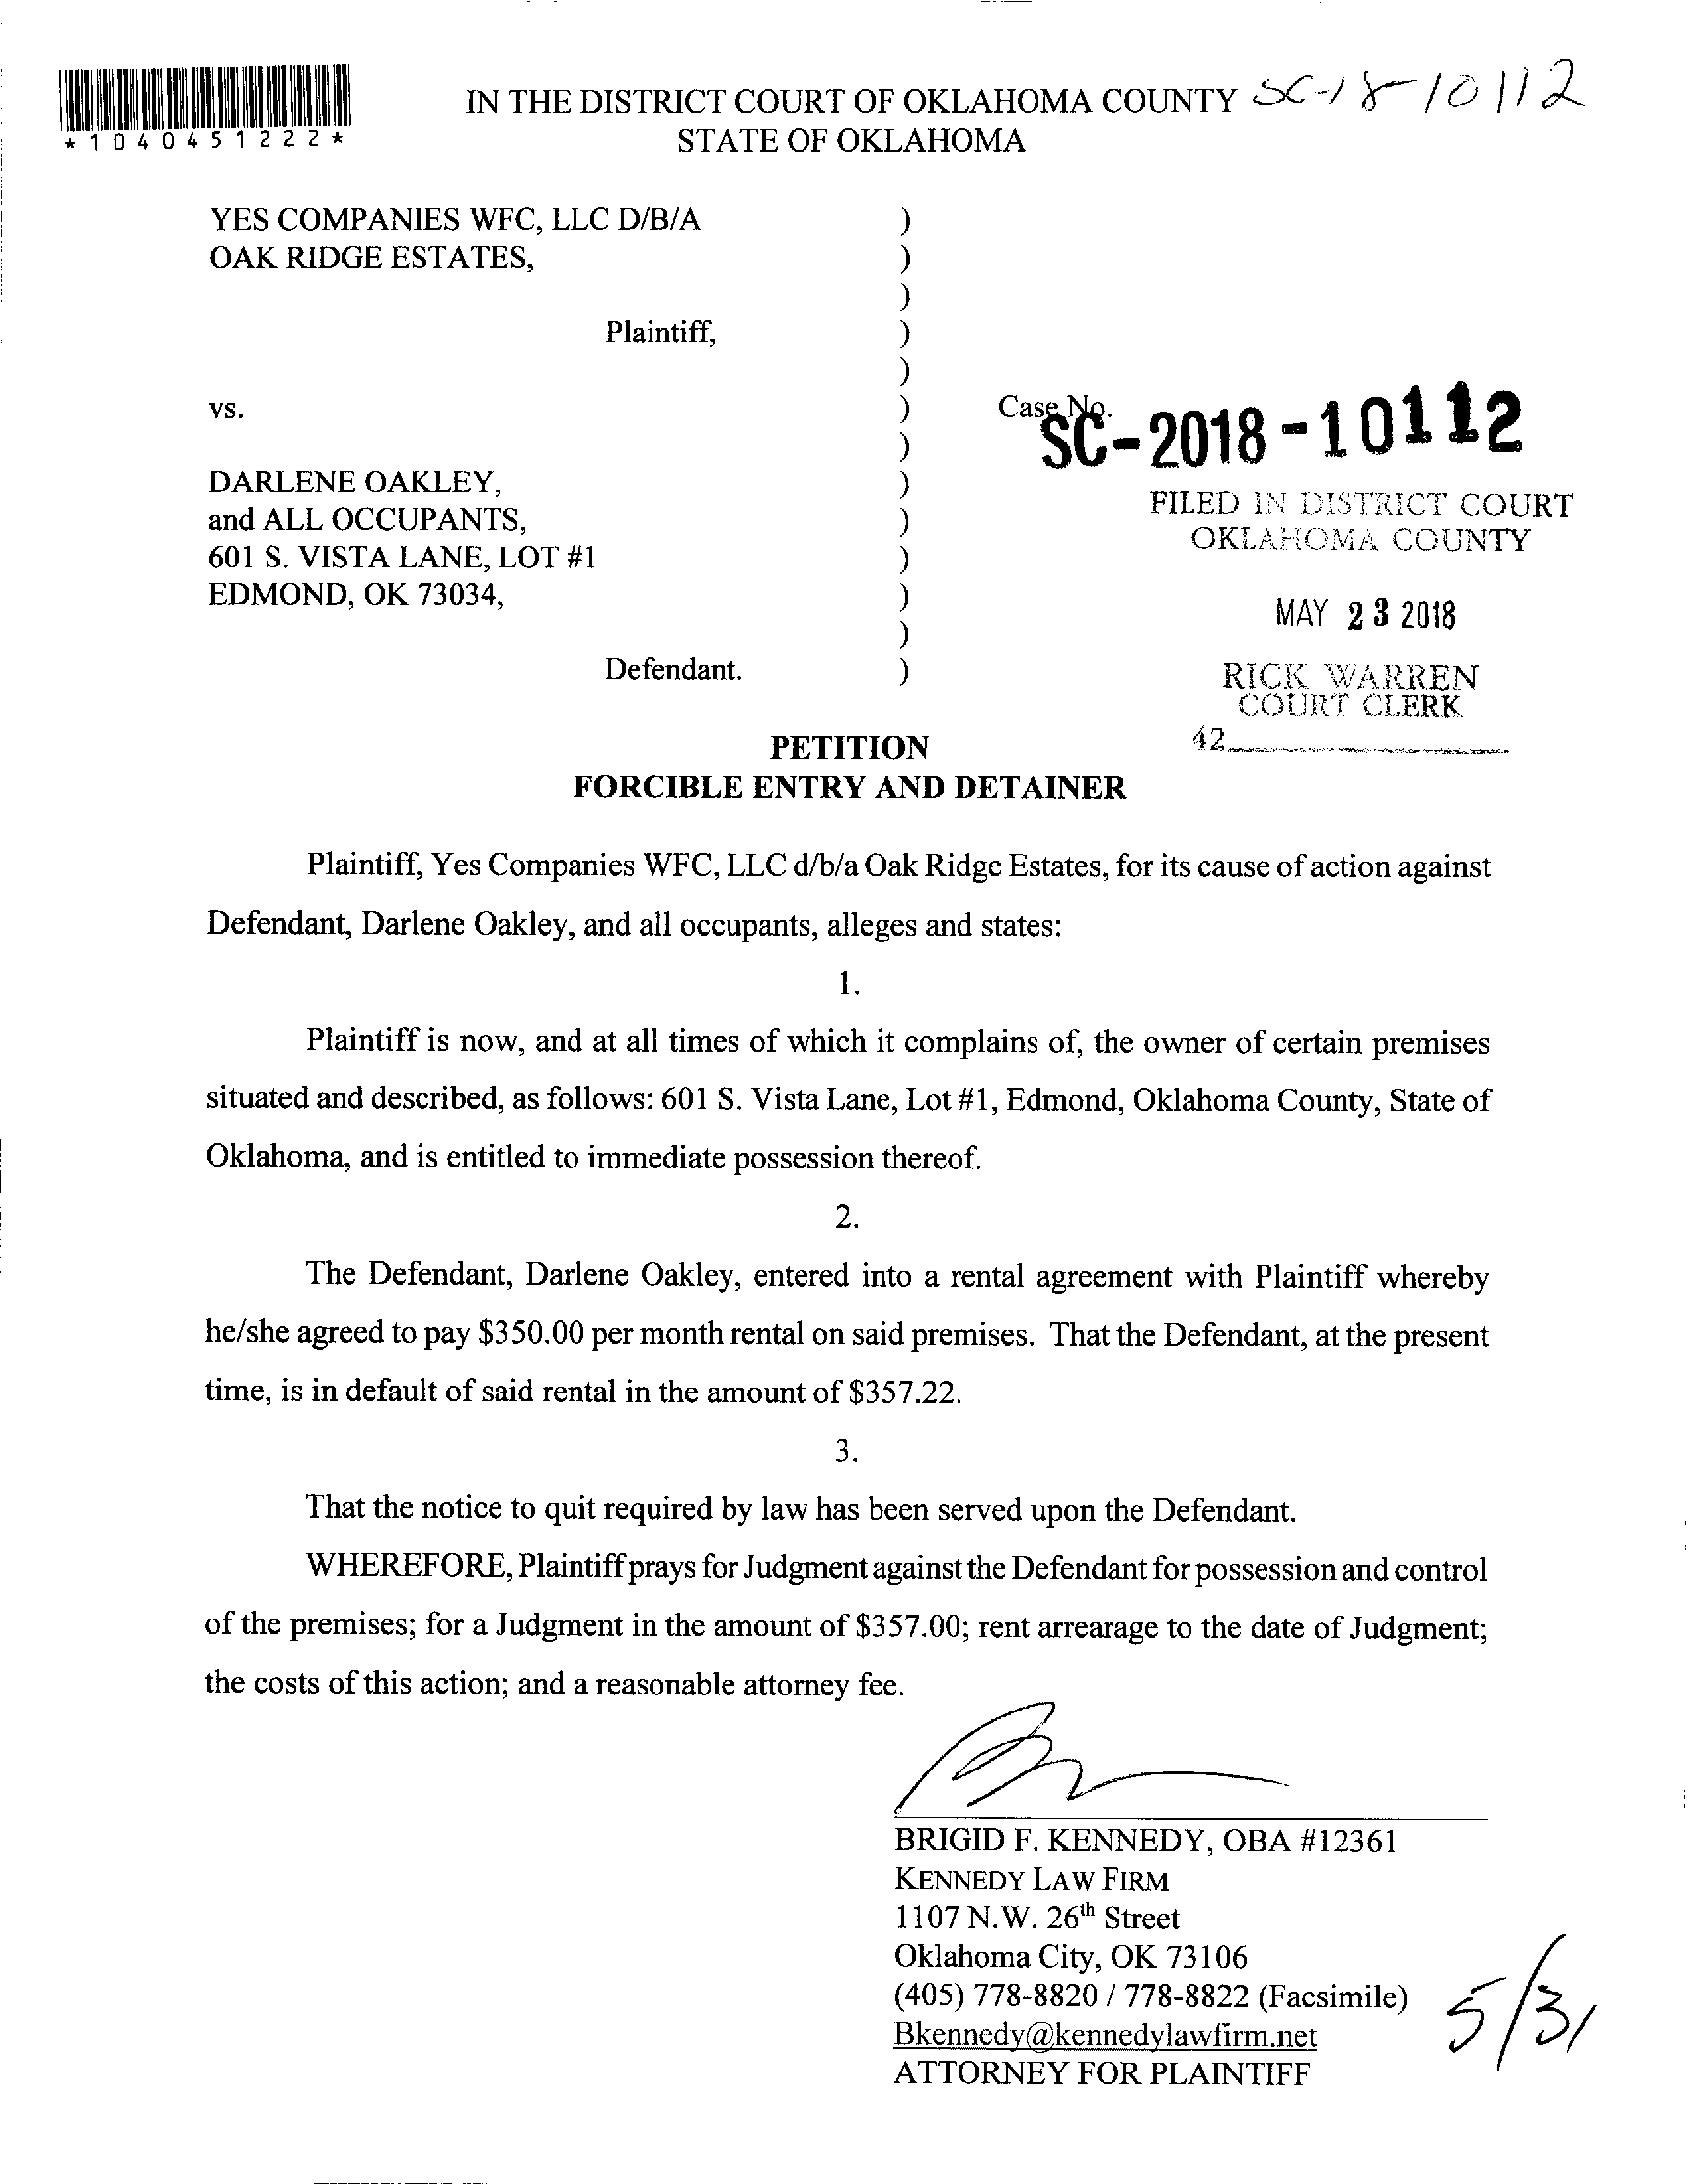 IN THE DISTRICT COURT OF OKLAHOMA COUNTY SC-18-10112
*1040451222*
STATE OF OKLAHOMA
YES COMPANIES WFC, LLC D/B/A )
OAK RIDGE ESTATES, )
)
Plaintiff, )
)
vs. )
Case No.
SC-2018-10112
)
DARLENE OAKLEY, )
and ALL OCCUPANTS, )
601 S. VISTA LANE, LOT #1 )
EDMOND, OK 73034, )
)
Defendant. )
FILED IN DISTRICT COURT
OKLAHOMA COUNTY
MAY 23 2018
RICK WARREN
COURT CLERK
42
PETITION
FORCIBLE ENTRY AND DETAINER
Plaintiff, Yes Companies WFC, LLC d/b/a Oak Ridge Estates, for its cause of action against
Defendant, Darlene Oakley, and all occupants, alleges and states:
1.
Plaintiff is now, and at all times of which it complains of, the owner of certain premises
situated and described, as follows: 601 S. Vista Lane, Lot #1, Edmond, Oklahoma County, State of
Oklahoma, and is entitled to immediate possession thereof.
2.
The Defendant, Darlene Oakley, entered into a rental agreement with Plaintiff whereby
he/she agreed to pay $350.00 per month rental on said premises. That the Defendant, at the present
time, is in default of said rental in the amount of $357.22.
3.
That the notice to quit required by law has been served upon the Defendant.
WHEREFORE, Plaintiff prays for Judgment against the Defendant for possession and control
of the premises; for a Judgment in the amount of $357.00; rent arrearage to the date of Judgment;
the costs of this action; and a reasonable attorney fee.
BRIGID F. KENNEDY, OBA #12361
KENNEDY LAW FIRM
1107 N.W. 26th Street
Oklahoma City, OK 73106
(405) 778-8820 / 778-8822 (Facsimile)
Bkennedy@kennedylawfirm.net
ATTORNEY FOR PLAINTIFF
5/31